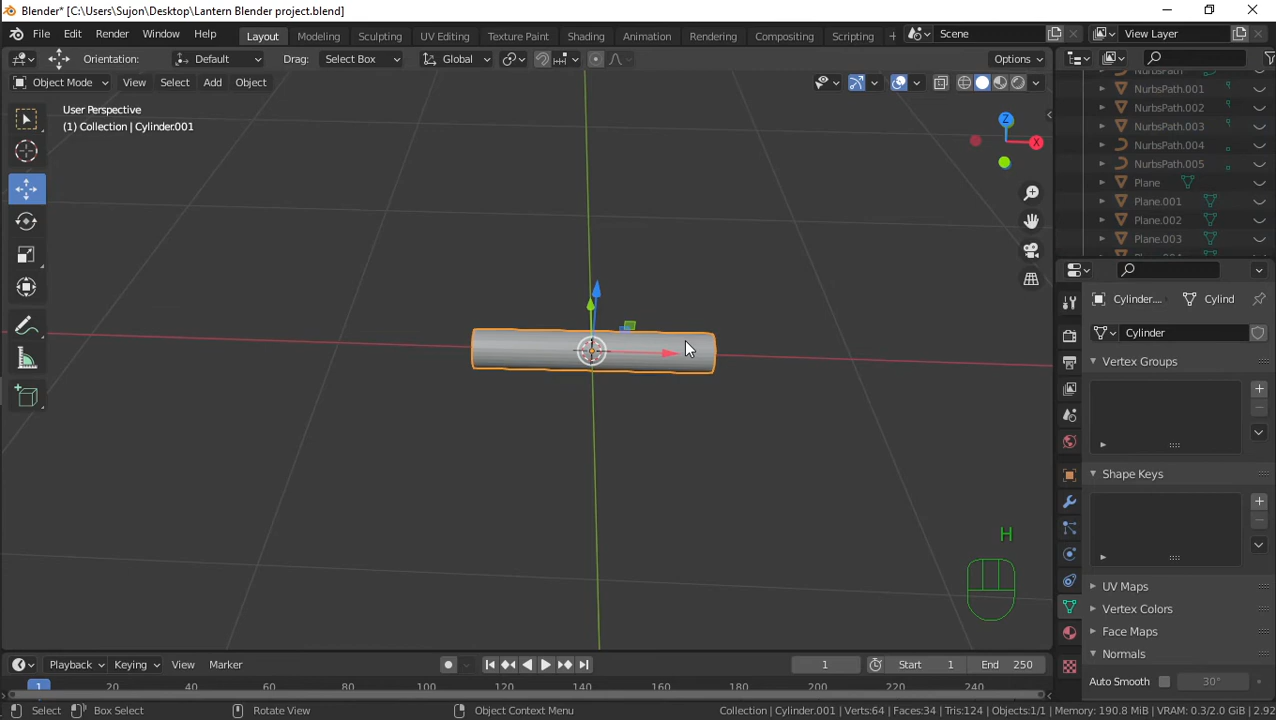 Blender* [C:\Users\Sujon\Desktop\Lantern Blender project.blend]
File Edit Render Window Help Layout Modeling Sculpting UV Editing Texture Paint Shading Animation Rendering Compositing Scripting Scene View Layer
Orientation: Default Drag: Select Box Global Options
Object Mode View Select Add Object
User Perspective
(1) Collection | Cylinder.001
Z
X
NurbsPath
NurbsPath.001
NurbsPath.002
NurbsPath.003
NurbsPath.004
NurbsPath.005
Plane
Plane.001
Plane.002
Plane.003
Cylinder... Cylind
Cylinder
Vertex Groups
Shape Keys
H
UV Maps
Vertex Colors
Face Maps
Normals
Auto Smooth 30°
Playback Keying View Marker 1 Start 1 End 250
1 20 40 60 80 100 120 140 160 180 200 220 240
Select Box Select Rotate View Object Context Menu Collection | Cylinder.001 | Verts:64 | Faces:34 | Tris:124 | Objects:1/1 | Memory: 190.8 MiB | VRAM: 0.3/2.0 GiB | 2.92